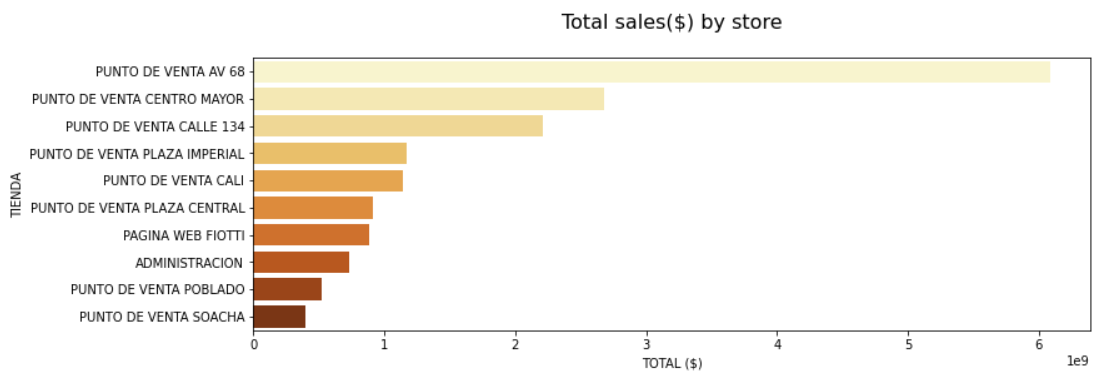 Total sales($) by store
PUNTO DE VENTA AV 68
PUNTO DE VENTA CENTRO MAYOR
PUNTO DE VENTA CALLE 134
PUNTO DE VENTA PLAZA IMPERIAL
PUNTO DE VENTA CALI
PUNTO DE VENTA PLAZA CENTRAL
PAGINA WEB FIOTTI
ADMINISTRACION
PUNTO DE VENTA POBLADO
PUNTO DE VENTA SOACHA
TIENDA
0 1 2 3 4 5 6
1e9
TOTAL ($)